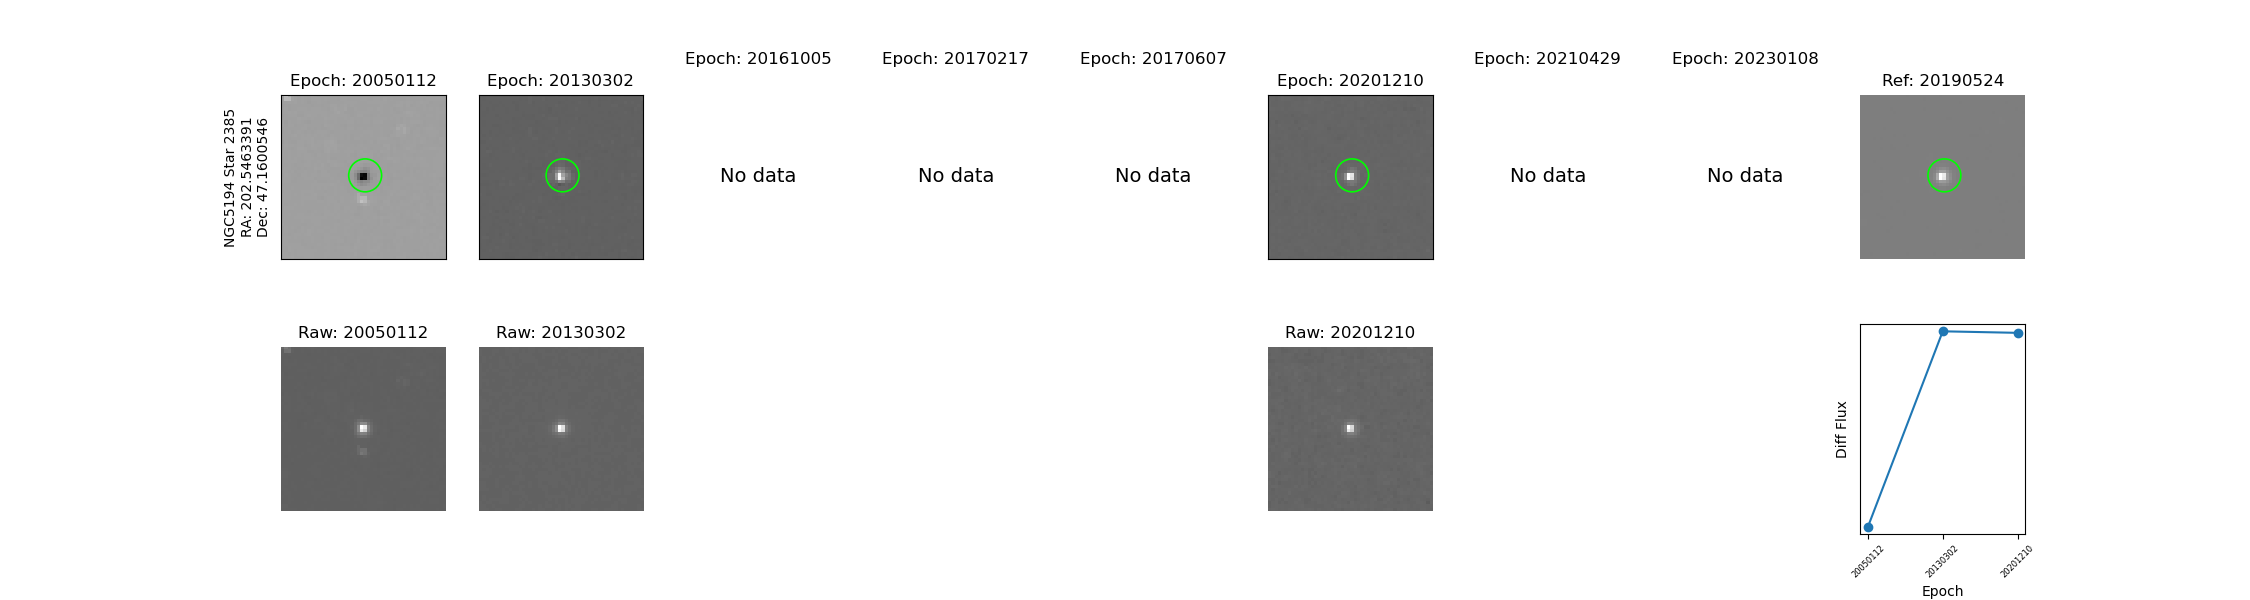 Epoch: 20050112
Epoch: 20130302
Epoch: 20161005
Epoch: 20170217
Epoch: 20170607
Epoch: 20201210
Epoch: 20210429
Epoch: 20230108
Ref: 20190524
NGC5194 Star 2385
RA: 202.5463391
Dec: 47.1600546
No data
No data
No data
No data
No data
Raw: 20050112
Raw: 20130302
Raw: 20201210
Diff Flux
20050112
20130302
20201210
Epoch